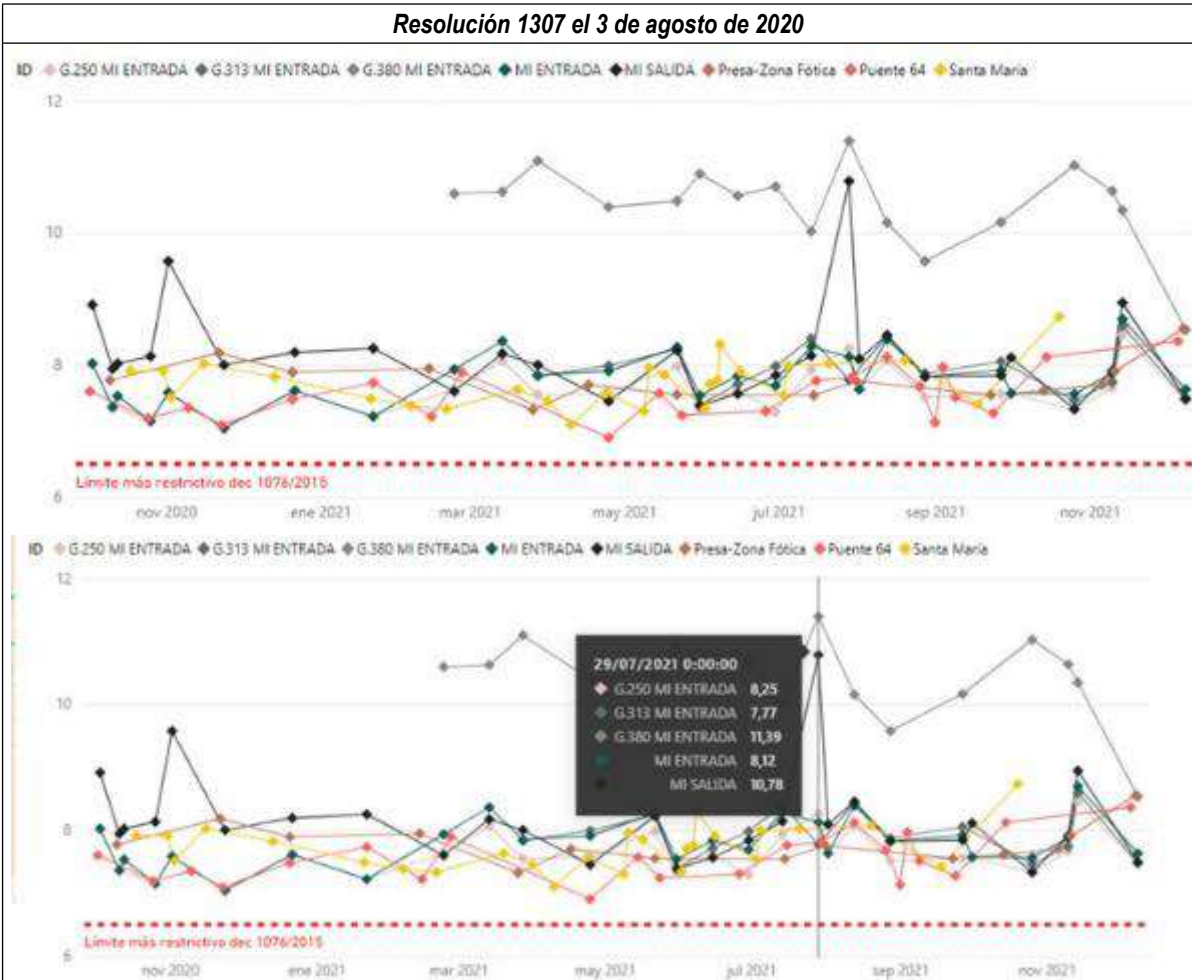 Resolución 1307 el 3 de agosto de 2020
ID G.250 MI ENTRADA G.313 MI ENTRADA G.380 MI ENTRADA MI ENTRADA MI SALIDA Presa-Zona Fótica Puente 64 Santa María
12
10
8
Límite más restrictivo dec 1076/2015
6
nov 2020 ene 2021 mar 2021 may 2021 jul 2021 sep 2021 nov 2021
ID G.250 MI ENTRADA G.313 MI ENTRADA G.380 MI ENTRADA MI ENTRADA MI SALIDA Presa-Zona Fótica Puente 64 Santa María
12
29/07/2021 0:00:00
G.250 MI ENTRADA 8,25
G.313 MI ENTRADA 7,77
10
G.380 MI ENTRADA 11,39
MI ENTRADA 8,12
MI SALIDA 10,78
8
Límite más restrictivo dec 1076/2015
6
nov 2020 ene 2021 mar 2021 may 2021 jul 2021 sep 2021 nov 2021